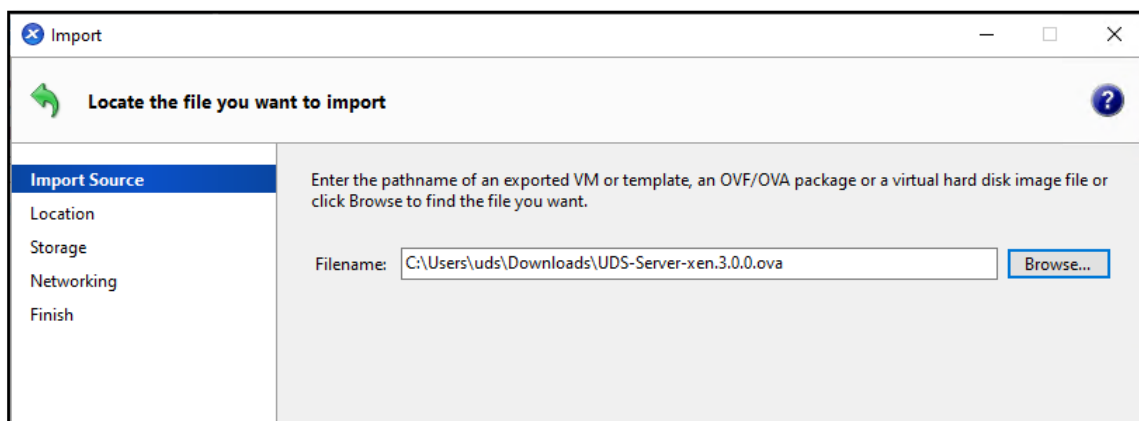 Import
Locate the file you want to import
?
Import Source
Location
Storage
Networking
Finish
Enter the pathname of an exported VM or template, an OVF/OVA package or a virtual hard disk image file or
click Browse to find the file you want.
Filename: C:\Users\uds\Downloads\UDS-Server-xen.3.0.0.ova Browse...